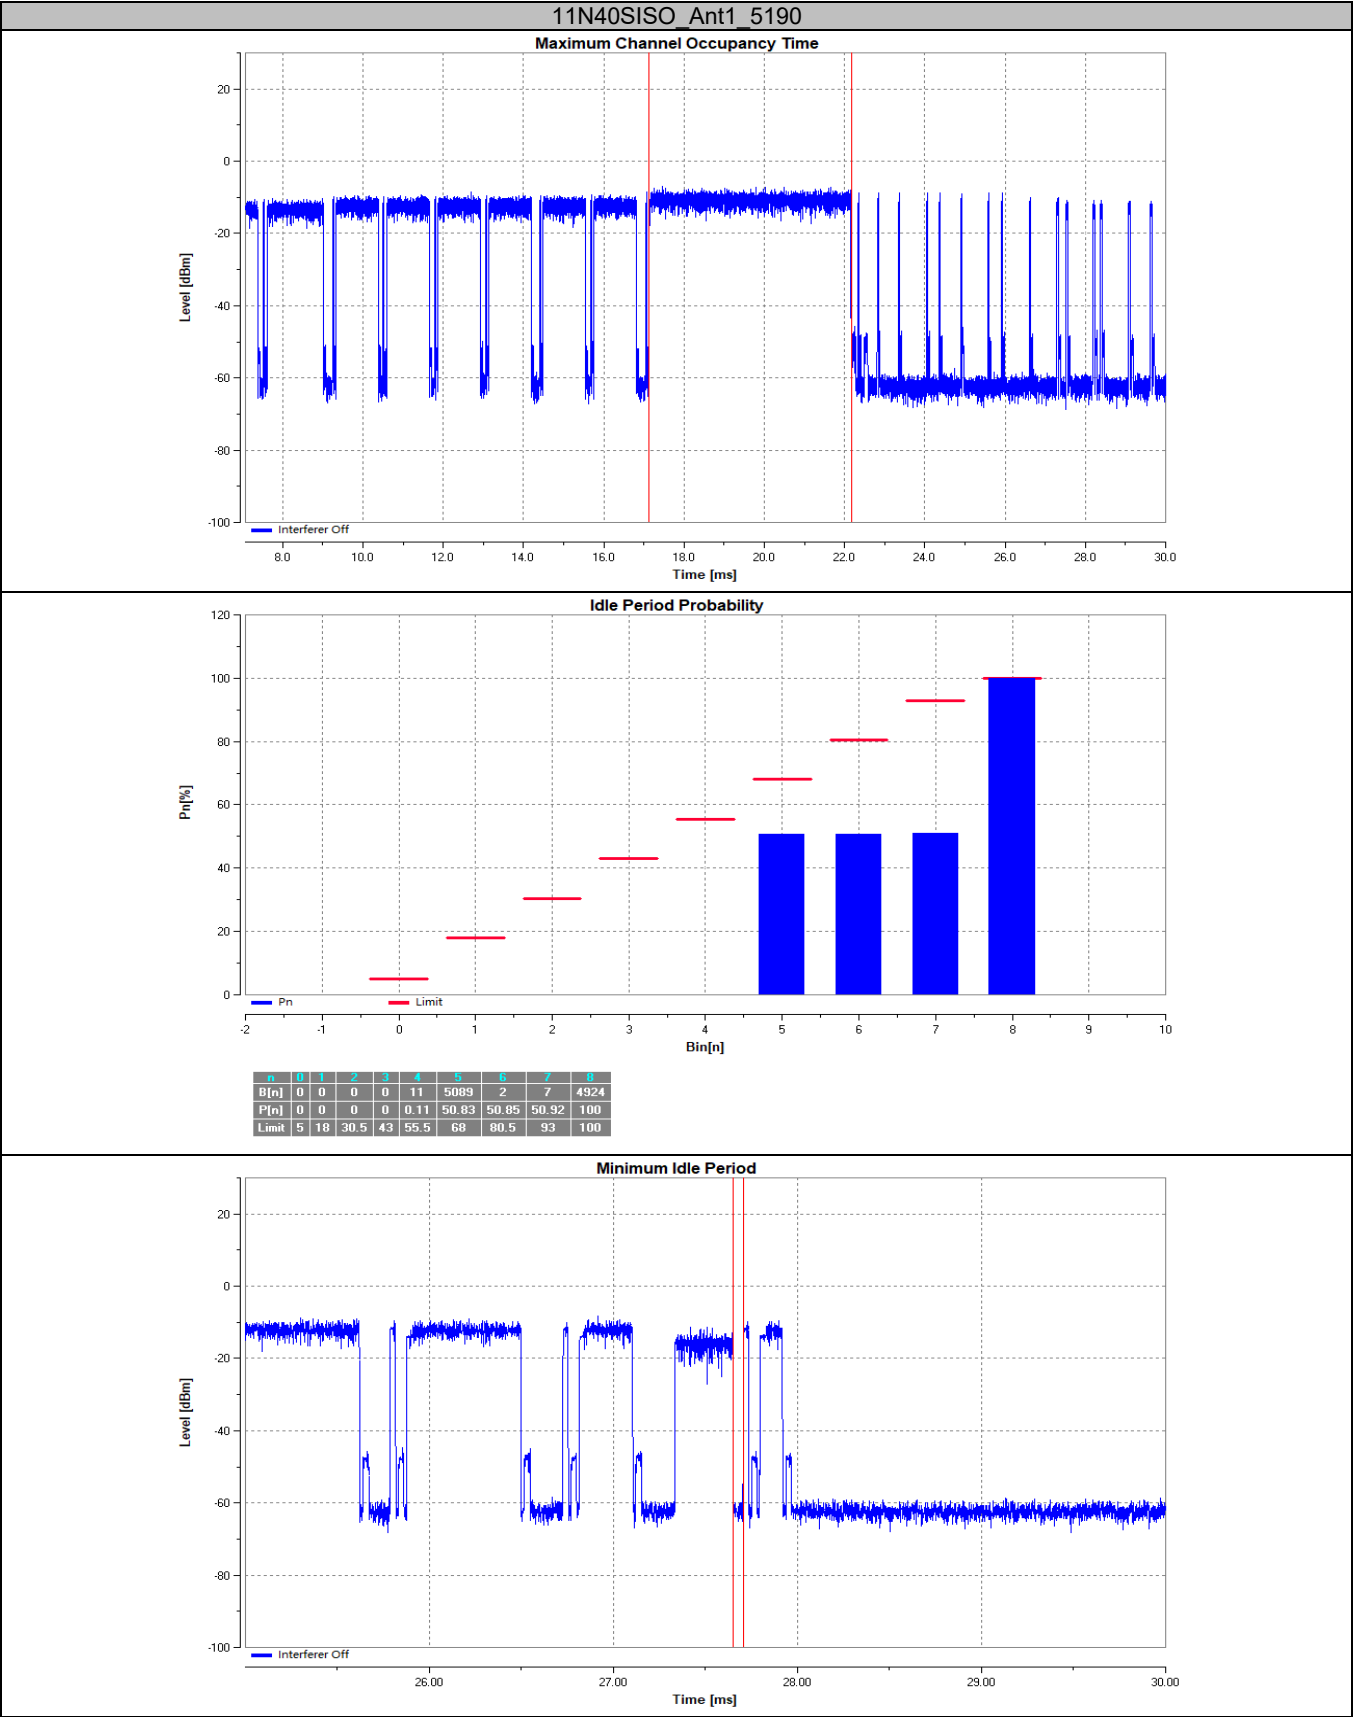 11N40SISO_Ant1_5190
Maximum Channel Occupancy Time
20
0
-20
-40
-60
-80
-100
Level [dBm]
Interferer Off
8.0 10.0 12.0 14.0 16.0 18.0 20.0 22.0 24.0 26.0 28.0 30.0
Time [ms]
Idle Period Probability
120
100
80
60
40
20
0
Pn[%]
Pn Limit
-2 -1 0 1 2 3 4 5 6 7 8 9 10
Bin[n]
n 0 1 2 3 4 5 6 7 8
B[n] 0 0 0 0 11 5089 2 7 4924
P[n] 0 0 0 0 0.11 50.83 50.85 50.92 100
Limit 5 18 30.5 43 55.5 68 80.5 93 100
Minimum Idle Period
20
0
-20
-40
-60
-80
-100
Level [dBm]
Interferer Off
26.00 27.00 28.00 29.00 30.00
Time [ms]